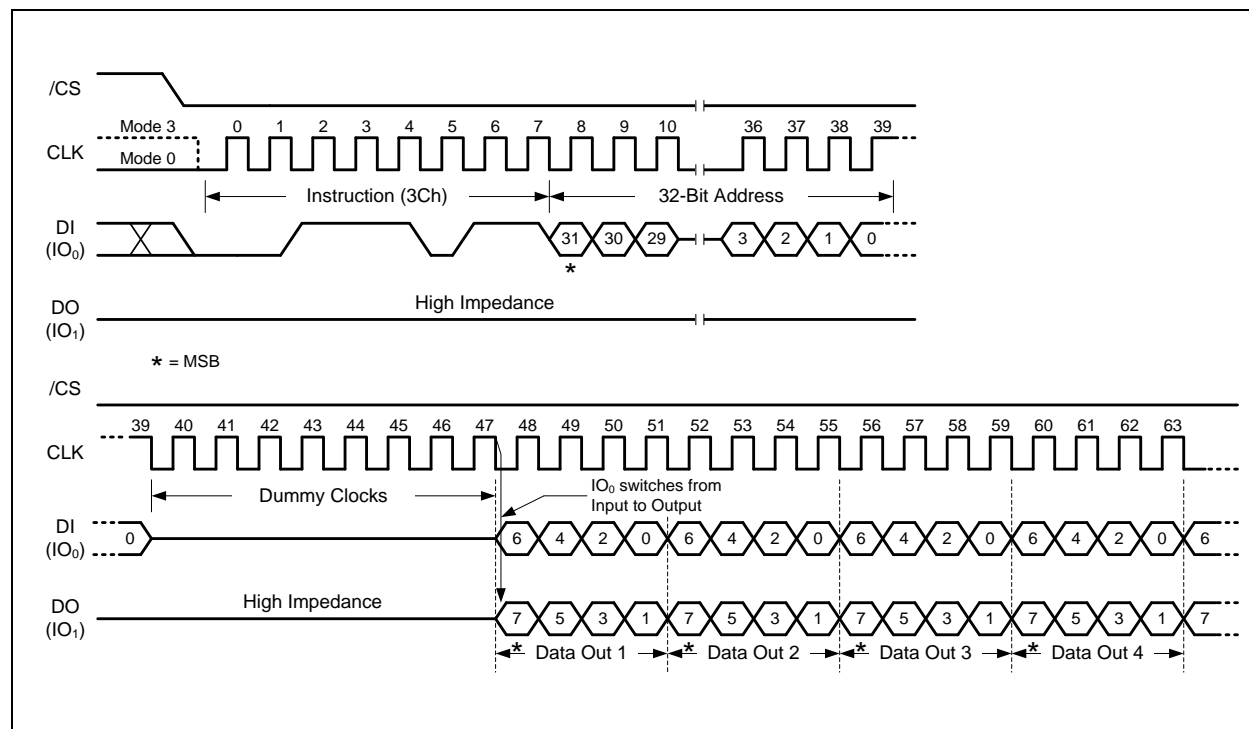 /CS
Mode 3 0 1 2 3 4 5 6 7 8 9 10 36 37 38 39
CLK
Mode 0
Instruction (3Ch) 32-Bit Address
DI
(IO₀)
31 30 29 3 2 1 0
*
High Impedance
DO
(IO₁)
* = MSB
/CS
39 40 41 42 43 44 45 46 47 48 49 50 51 52 53 54 55 56 57 58 59 60 61 62 63
CLK
Dummy Clocks
IO₀ switches from
Input to Output
DI
(IO₀)
0 6 4 2 0 6 4 2 0 6 4 2 0 6 4 2 0 6
High Impedance
DO
(IO₁)
7 5 3 1 7 5 3 1 7 5 3 1 7 5 3 1 7
* Data Out 1 * Data Out 2 * Data Out 3 * Data Out 4